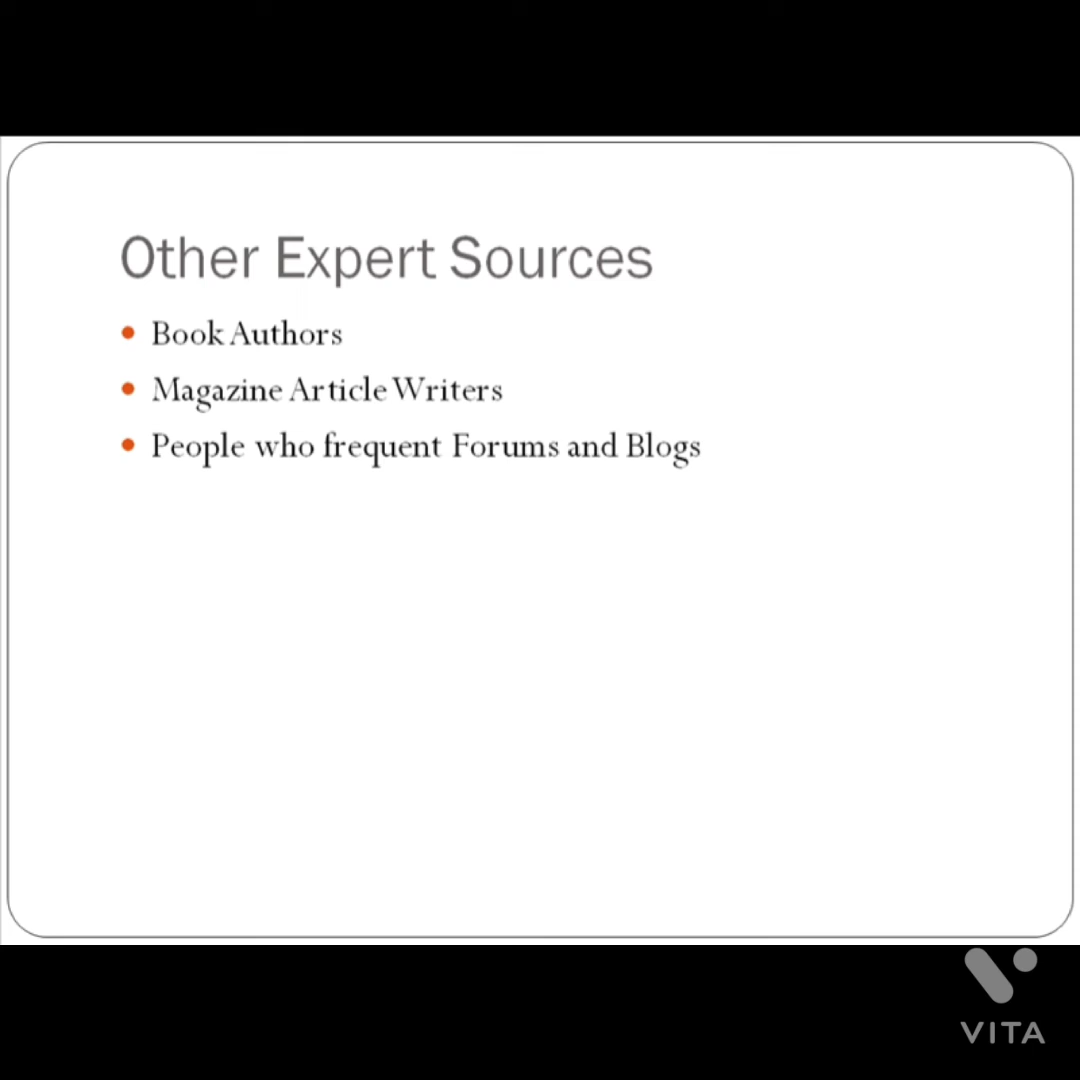 Other Expert Sources
Book Authors
Magazine Article Writers
People who frequent Forums and Blogs
VITA